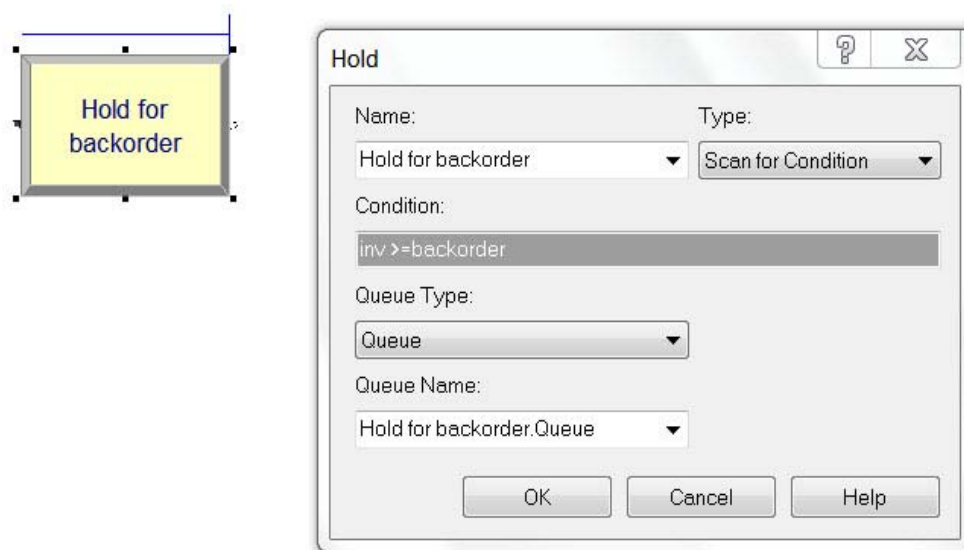 Hold for
backorder
Hold
Name:
Type:
Hold for backorder
Scan for Condition
Condition:
inv >=backorder
Queue Type:
Queue
Queue Name:
Hold for backorder.Queue
OK
Cancel
Help